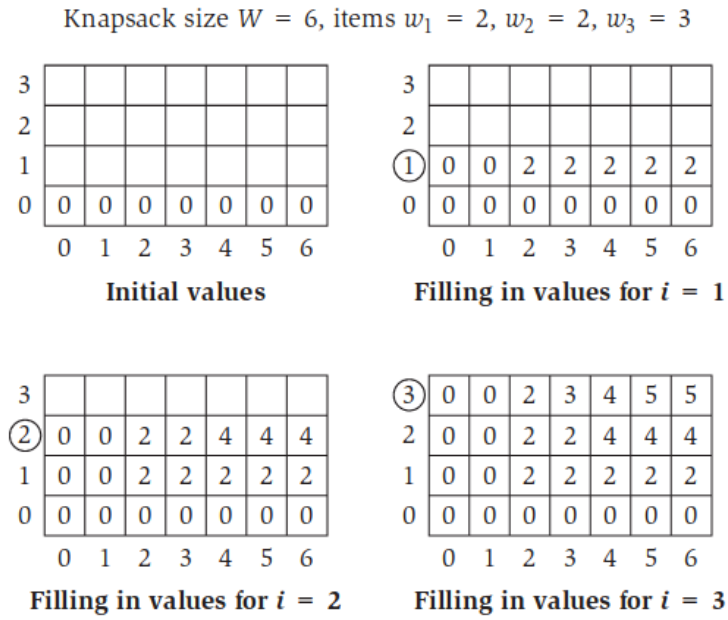 Knapsack size W = 6, items w₁ = 2, w₂ = 2, w₃ = 3
3
2
1
0 0 0 0 0 0 0 0
0 1 2 3 4 5 6
Initial values
3
2
1 0 0 2 2 2 2 2
0 0 0 0 0 0 0 0
0 1 2 3 4 5 6
Filling in values for i = 1
3
2 0 0 2 2 4 4 4
1 0 0 2 2 2 2 2
0 0 0 0 0 0 0 0
0 1 2 3 4 5 6
Filling in values for i = 2
3 0 0 2 3 4 5 5
2 0 0 2 2 4 4 4
1 0 0 2 2 2 2 2
0 0 0 0 0 0 0 0
0 1 2 3 4 5 6
Filling in values for i = 3